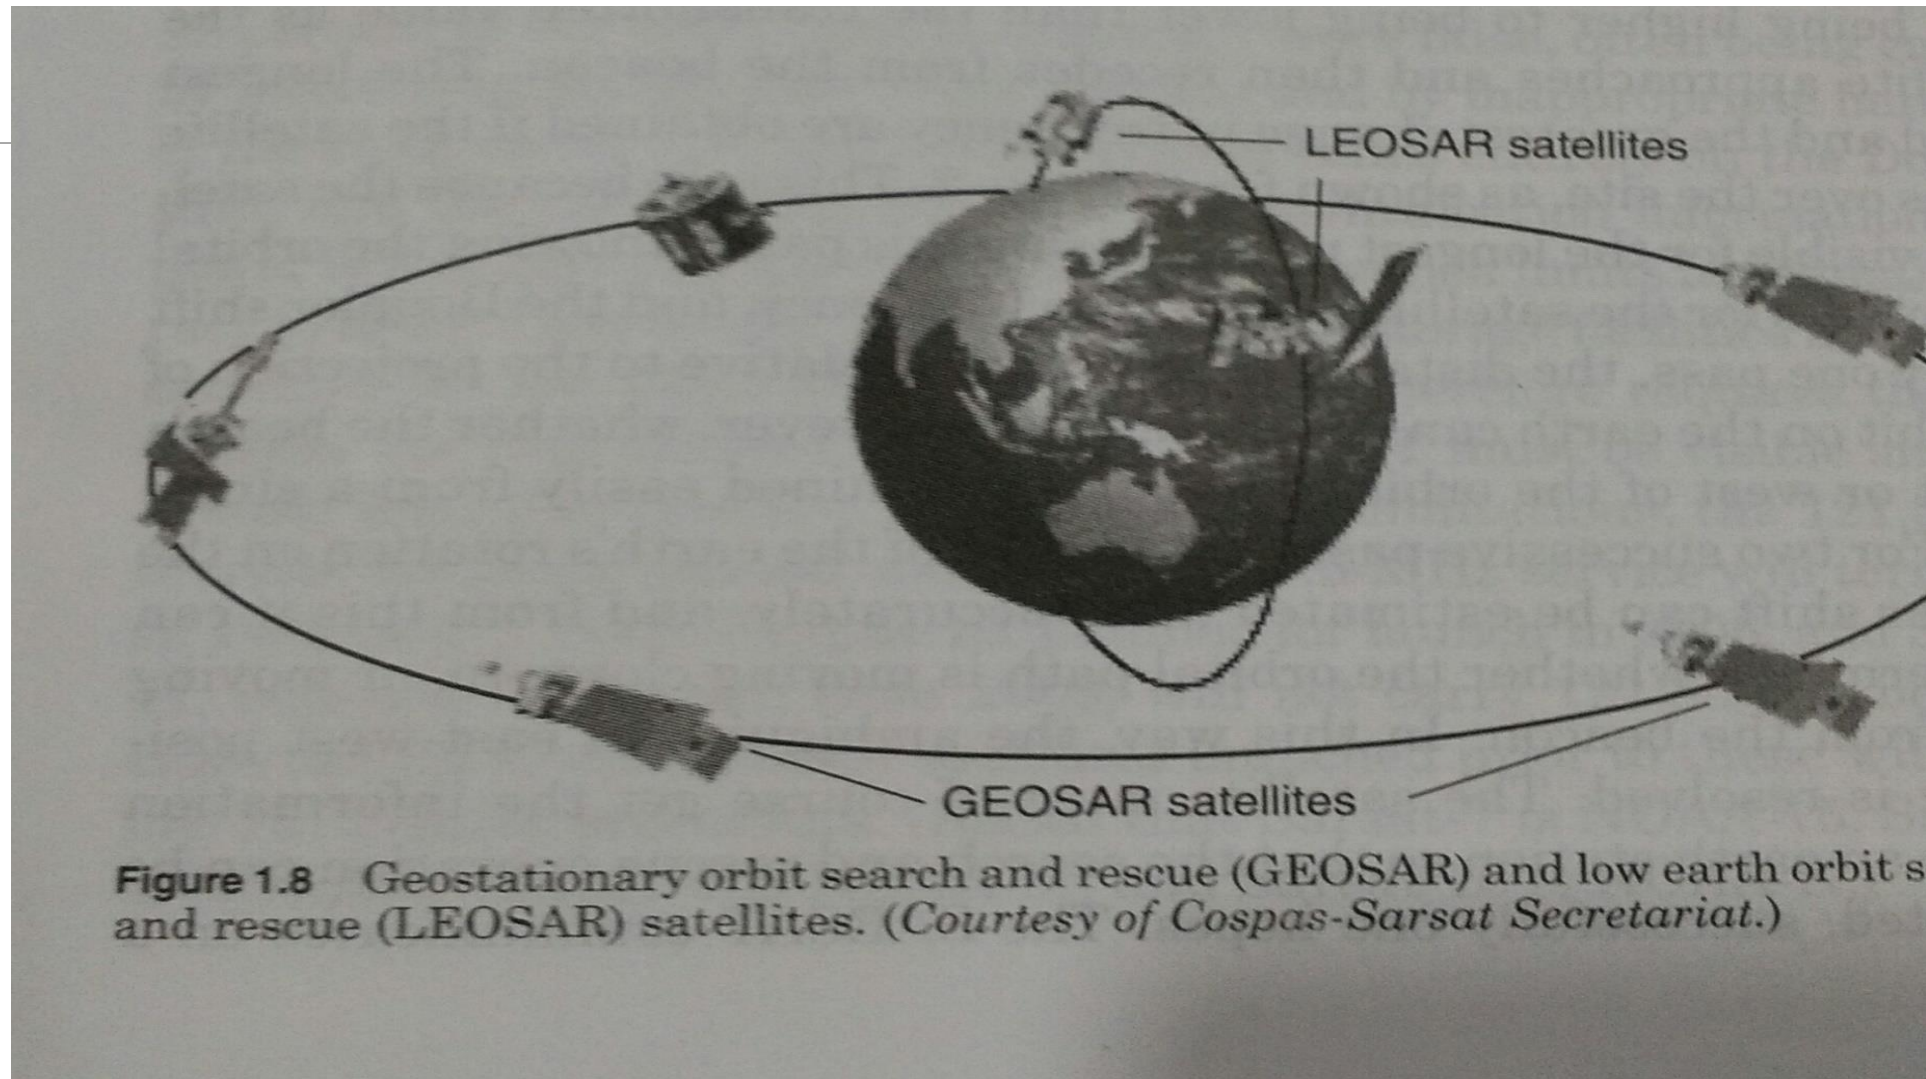 LEOSAR satellites
GEOSAR satellites
Figure 1.8 Geostationary orbit search and rescue (GEOSAR) and low earth orbit s
and rescue (LEOSAR) satellites. (Courtesy of Cospas-Sarsat Secretariat.)